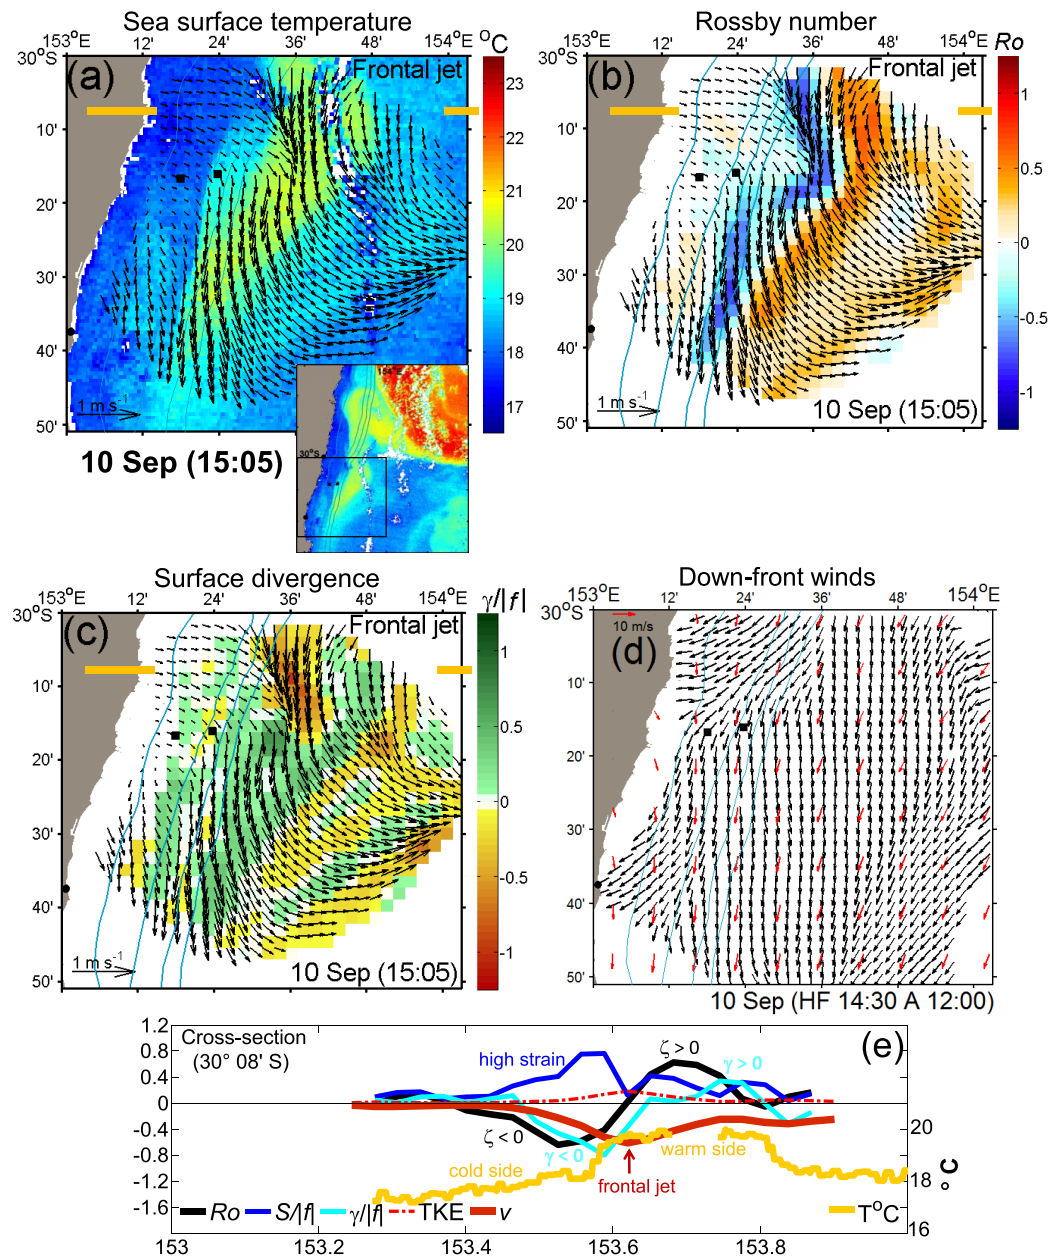 Sea surface temperature
153°E 12' 24' 36' 48' 154°E
°C
30°S
(a)
Frontal jet
10'
20'
30'
40'
50'
1 m s⁻¹
23
22
21
20
19
18
17
10 Sep (15:05)
154°E
30°S
Rossby number
153°E 12' 24' 36' 48' 154°E
Ro
30°S
(b)
Frontal jet
10'
20'
30'
40'
50'
1 m s⁻¹
10 Sep (15:05)
1
0.5
0
-0.5
-1
Surface divergence
153°E 12' 24' 36' 48' 154°E
γ/|f|
30°S
(c)
Frontal jet
10'
20'
30'
40'
50'
1 m s⁻¹
10 Sep (15:05)
1
0.5
0
-0.5
-1
Down-front winds
153°E 12' 24' 36' 48' 154°E
30°S
10 m/s
(d)
10'
20'
30'
40'
50'
10 Sep (HF 14:30 A 12:00)
1.2
0.8
0.4
0
-0.4
-0.8
-1.2
-1.6
Cross-section
(30° 08' S)
(e)
high strain
ζ > 0
γ > 0
ζ < 0
γ < 0
cold side
warm side
frontal jet
Ro S/|f| γ/|f| TKE v T°C
20
18
16
°C
153 153.2 153.4 153.6 153.8